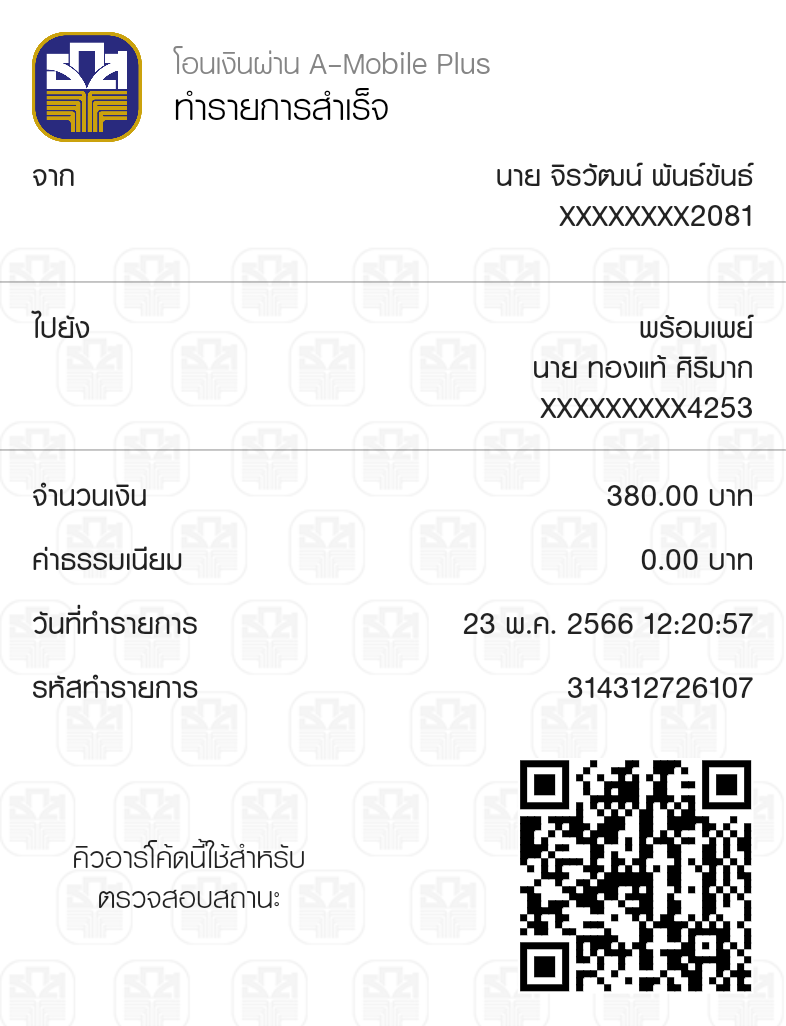 ธกส
โอนเงินผ่าน A-Mobile Plus
ทำรายการสำเร็จ
จาก
นาย จิรวัฒน์ พันธ์ขันธ์
XXXXXXXX2081
ไปยัง
พร้อมเพย์
นาย ทองแท้ ศิริมาก
XXXXXXXXX4253
จำนวนเงิน 380.00 บาท
ค่าธรรมเนียม 0.00 บาท
วันที่ทำรายการ 23 พ.ค. 2566 12:20:57
รหัสทำรายการ 314312726107
คิวอาร์โค้ดนี้ใช้สำหรับ
ตรวจสอบสถานะ